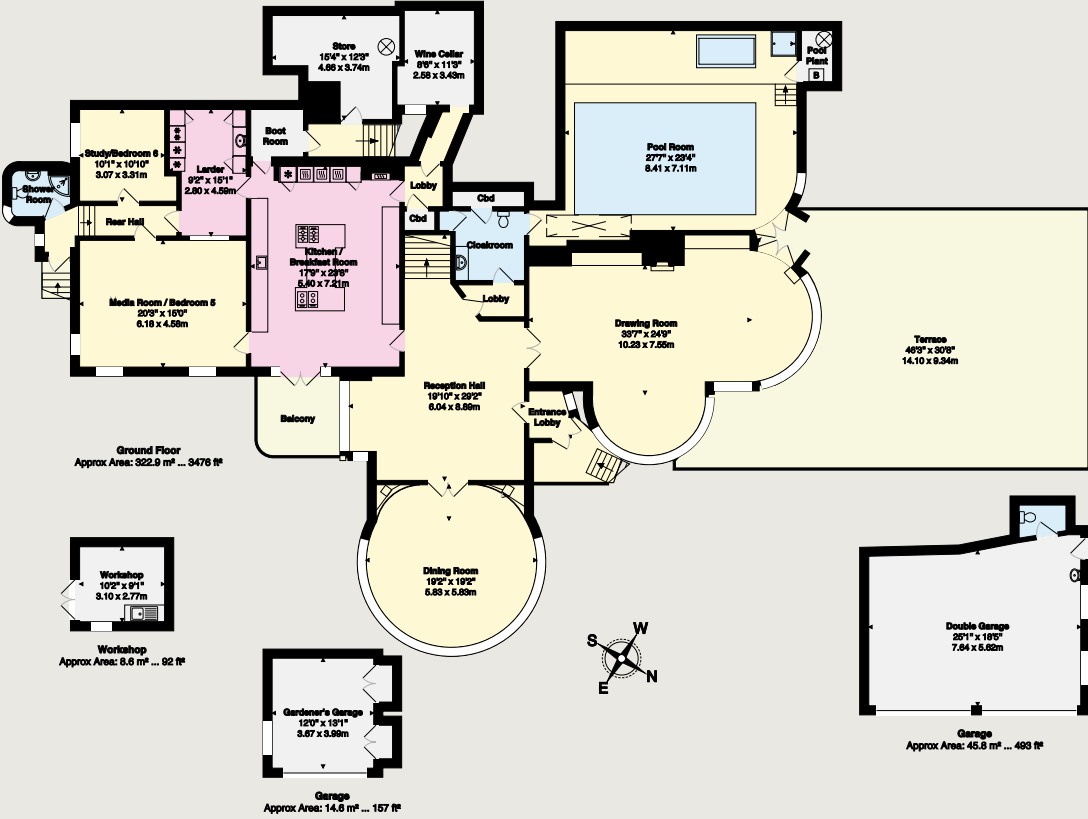 Store
15'4" x 12'3"
4.66 x 3.74m
Wine Cellar
8'6" x 11'3"
2.58 x 3.43m
Pool
Plant
B
Boot
Room
Study/Bedroom 6
10'1" x 10'10"
3.07 x 3.31m
Larder
9'2" x 15'1"
2.80 x 4.59m
Pool Room
27'7" x 23'4"
8.41 x 7.11m
Shower
Room
Lobby
Cbd
Cbd
Rear Hall
Cloakroom
Kitchen /
Breakfast Room
17'9" x 23'8"
5.40 x 7.21m
Lobby
Media Room / Bedroom 5
20'3" x 15'0"
6.18 x 4.58m
Drawing Room
33'7" x 24'9"
10.23 x 7.55m
Terrace
46'3" x 30'8"
14.10 x 9.34m
Reception Hall
19'10" x 29'2"
6.04 x 8.89m
Balcony
Entrance
Lobby
Ground Floor
Approx Area: 322.9 m² ... 3476 ft²
Dining Room
19'2" x 19'2"
5.83 x 5.83m
Workshop
10'2" x 9'1"
3.10 x 2.77m
Workshop
Approx Area: 8.6 m² ... 92 ft²
S
W
E
N
Double Garage
25'1" x 18'5"
7.64 x 5.62m
Garage
Approx Area: 45.8 m² ... 493 ft²
Gardener's Garage
12'0" x 13'1"
3.67 x 3.99m
Garage
Approx Area: 14.6 m² ... 157 ft²